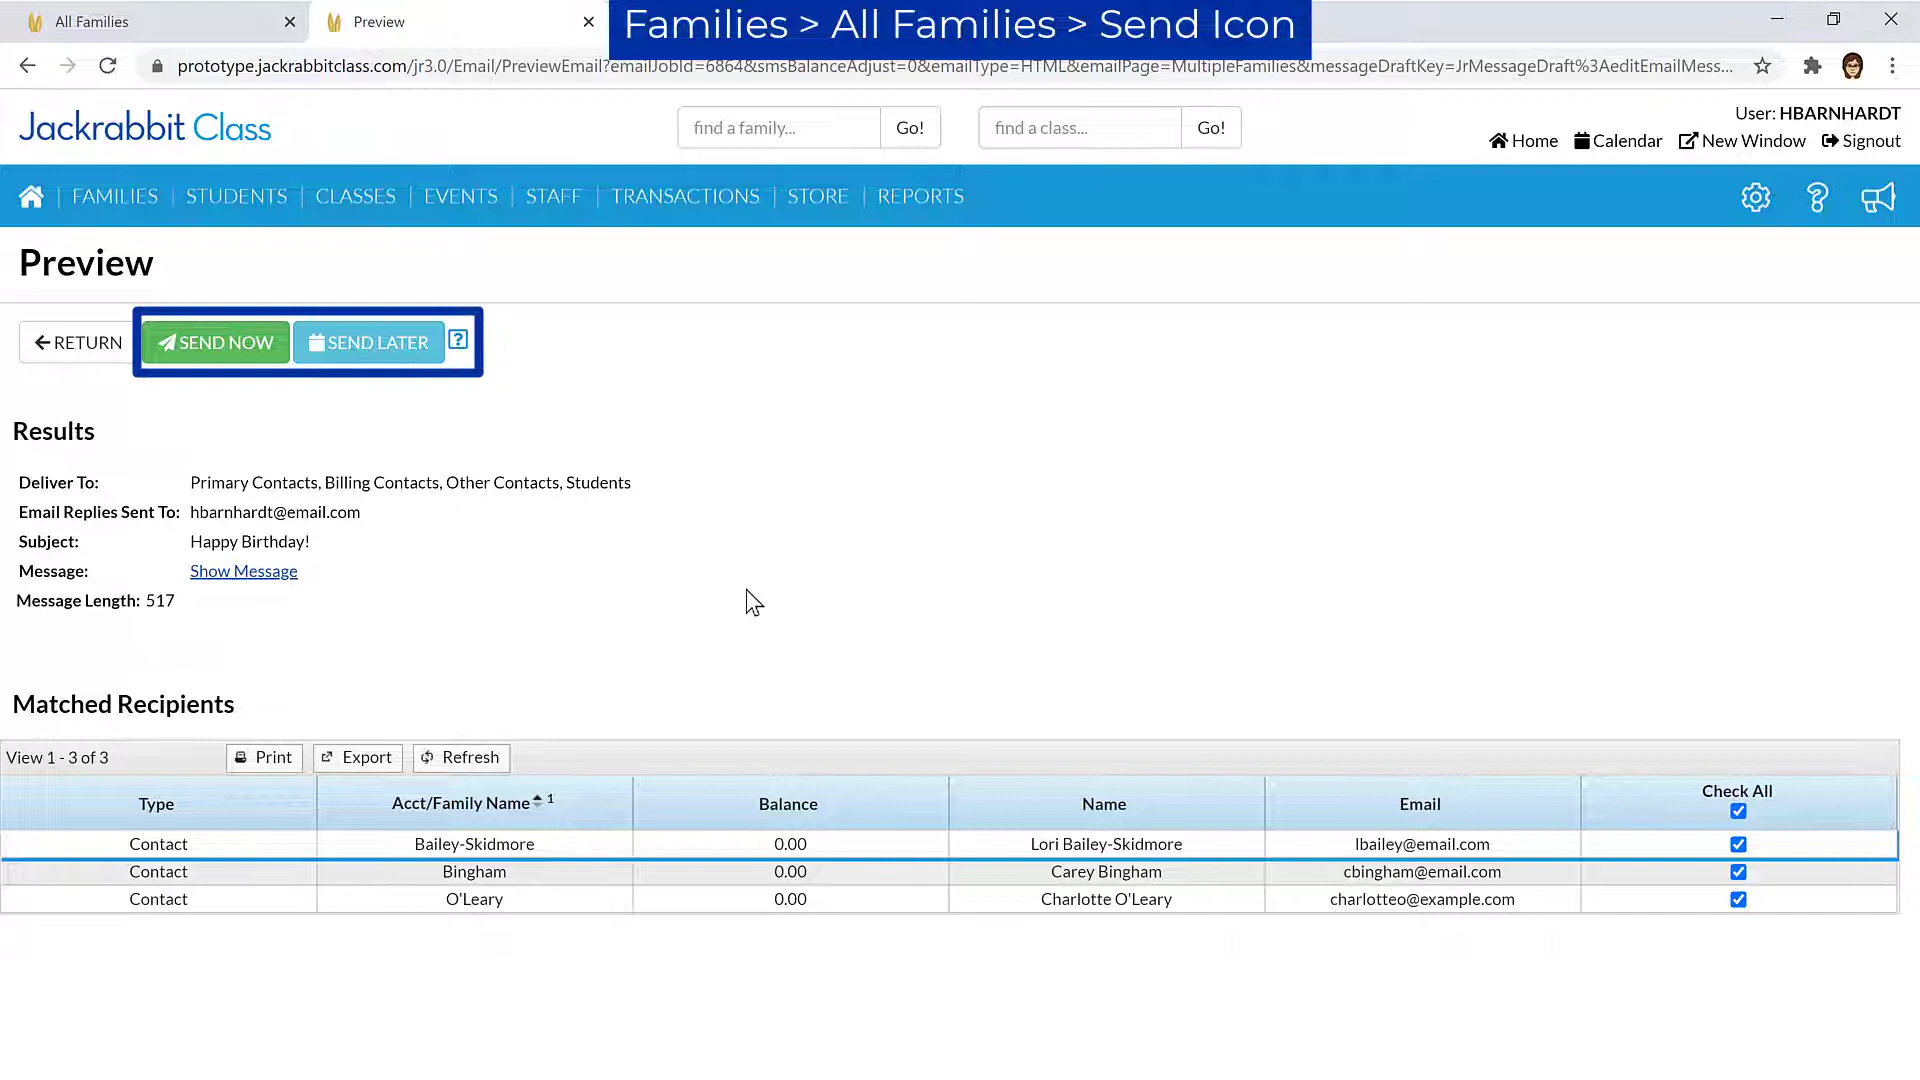 All Families
Preview
Families > All Families > Send Icon
prototype.jackrabbitclass.com/jr3.0/Email/PreviewEmail?emailJobId=6864&smsBalanceAdjust=0&emailType=HTML&emailPage=MultipleFamilies&messageDraftKey=JrMessageDraft%3AeditEmailMess...
Jackrabbit Class
find a family... Go!
find a class... Go!
User: HBARNHARDT
Home Calendar New Window Signout
FAMILIES | STUDENTS | CLASSES | EVENTS | STAFF | TRANSACTIONS | STORE | REPORTS
Preview
RETURN SEND NOW SEND LATER ?
Results
Deliver To: Primary Contacts, Billing Contacts, Other Contacts, Students
Email Replies Sent To: hbarnhardt@email.com
Subject: Happy Birthday!
Message: Show Message
Message Length: 517
Matched Recipients
View 1 - 3 of 3 Print Export Refresh
Type Acct/Family Name 1 Balance Name Email Check All
Contact Bailey-Skidmore 0.00 Lori Bailey-Skidmore lbailey@email.com
Contact Bingham 0.00 Carey Bingham cbingham@email.com
Contact O'Leary 0.00 Charlotte O'Leary charlotteo@example.com